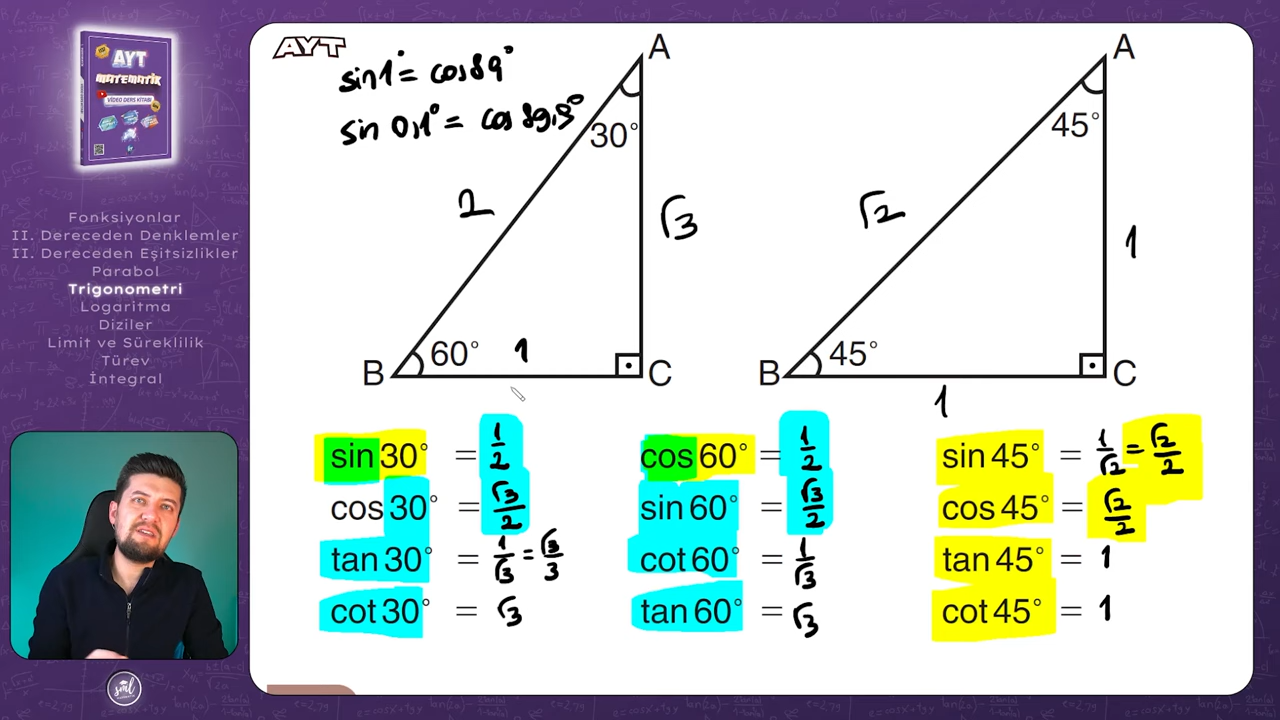 AYT
MATEMATİK
VİDEO DERS KİTABI
Fonksiyonlar
II. Dereceden Denklemler
II. Dereceden Eşitsizlikler
Parabol
Trigonometri
Logaritma
Diziler
Limit ve Süreklilik
Türev
İntegral
sml
AYT
sin1° = cos89°
sin 0,1° = cos 89,9°
A
30°
2
√3
B
60°
1
C
A
45°
√2
1
B
45°
C
1
sin 30° = 1/2
cos 30° = √3/2
tan 30° = 1/√3 = √3/3
cot 30° = √3
cos 60° = 1/2
sin 60° = √3/2
cot 60° = 1/√3
tan 60° = √3
sin 45° = 1/√2 = √2/2
cos 45° = √2/2
tan 45° = 1
cot 45° = 1